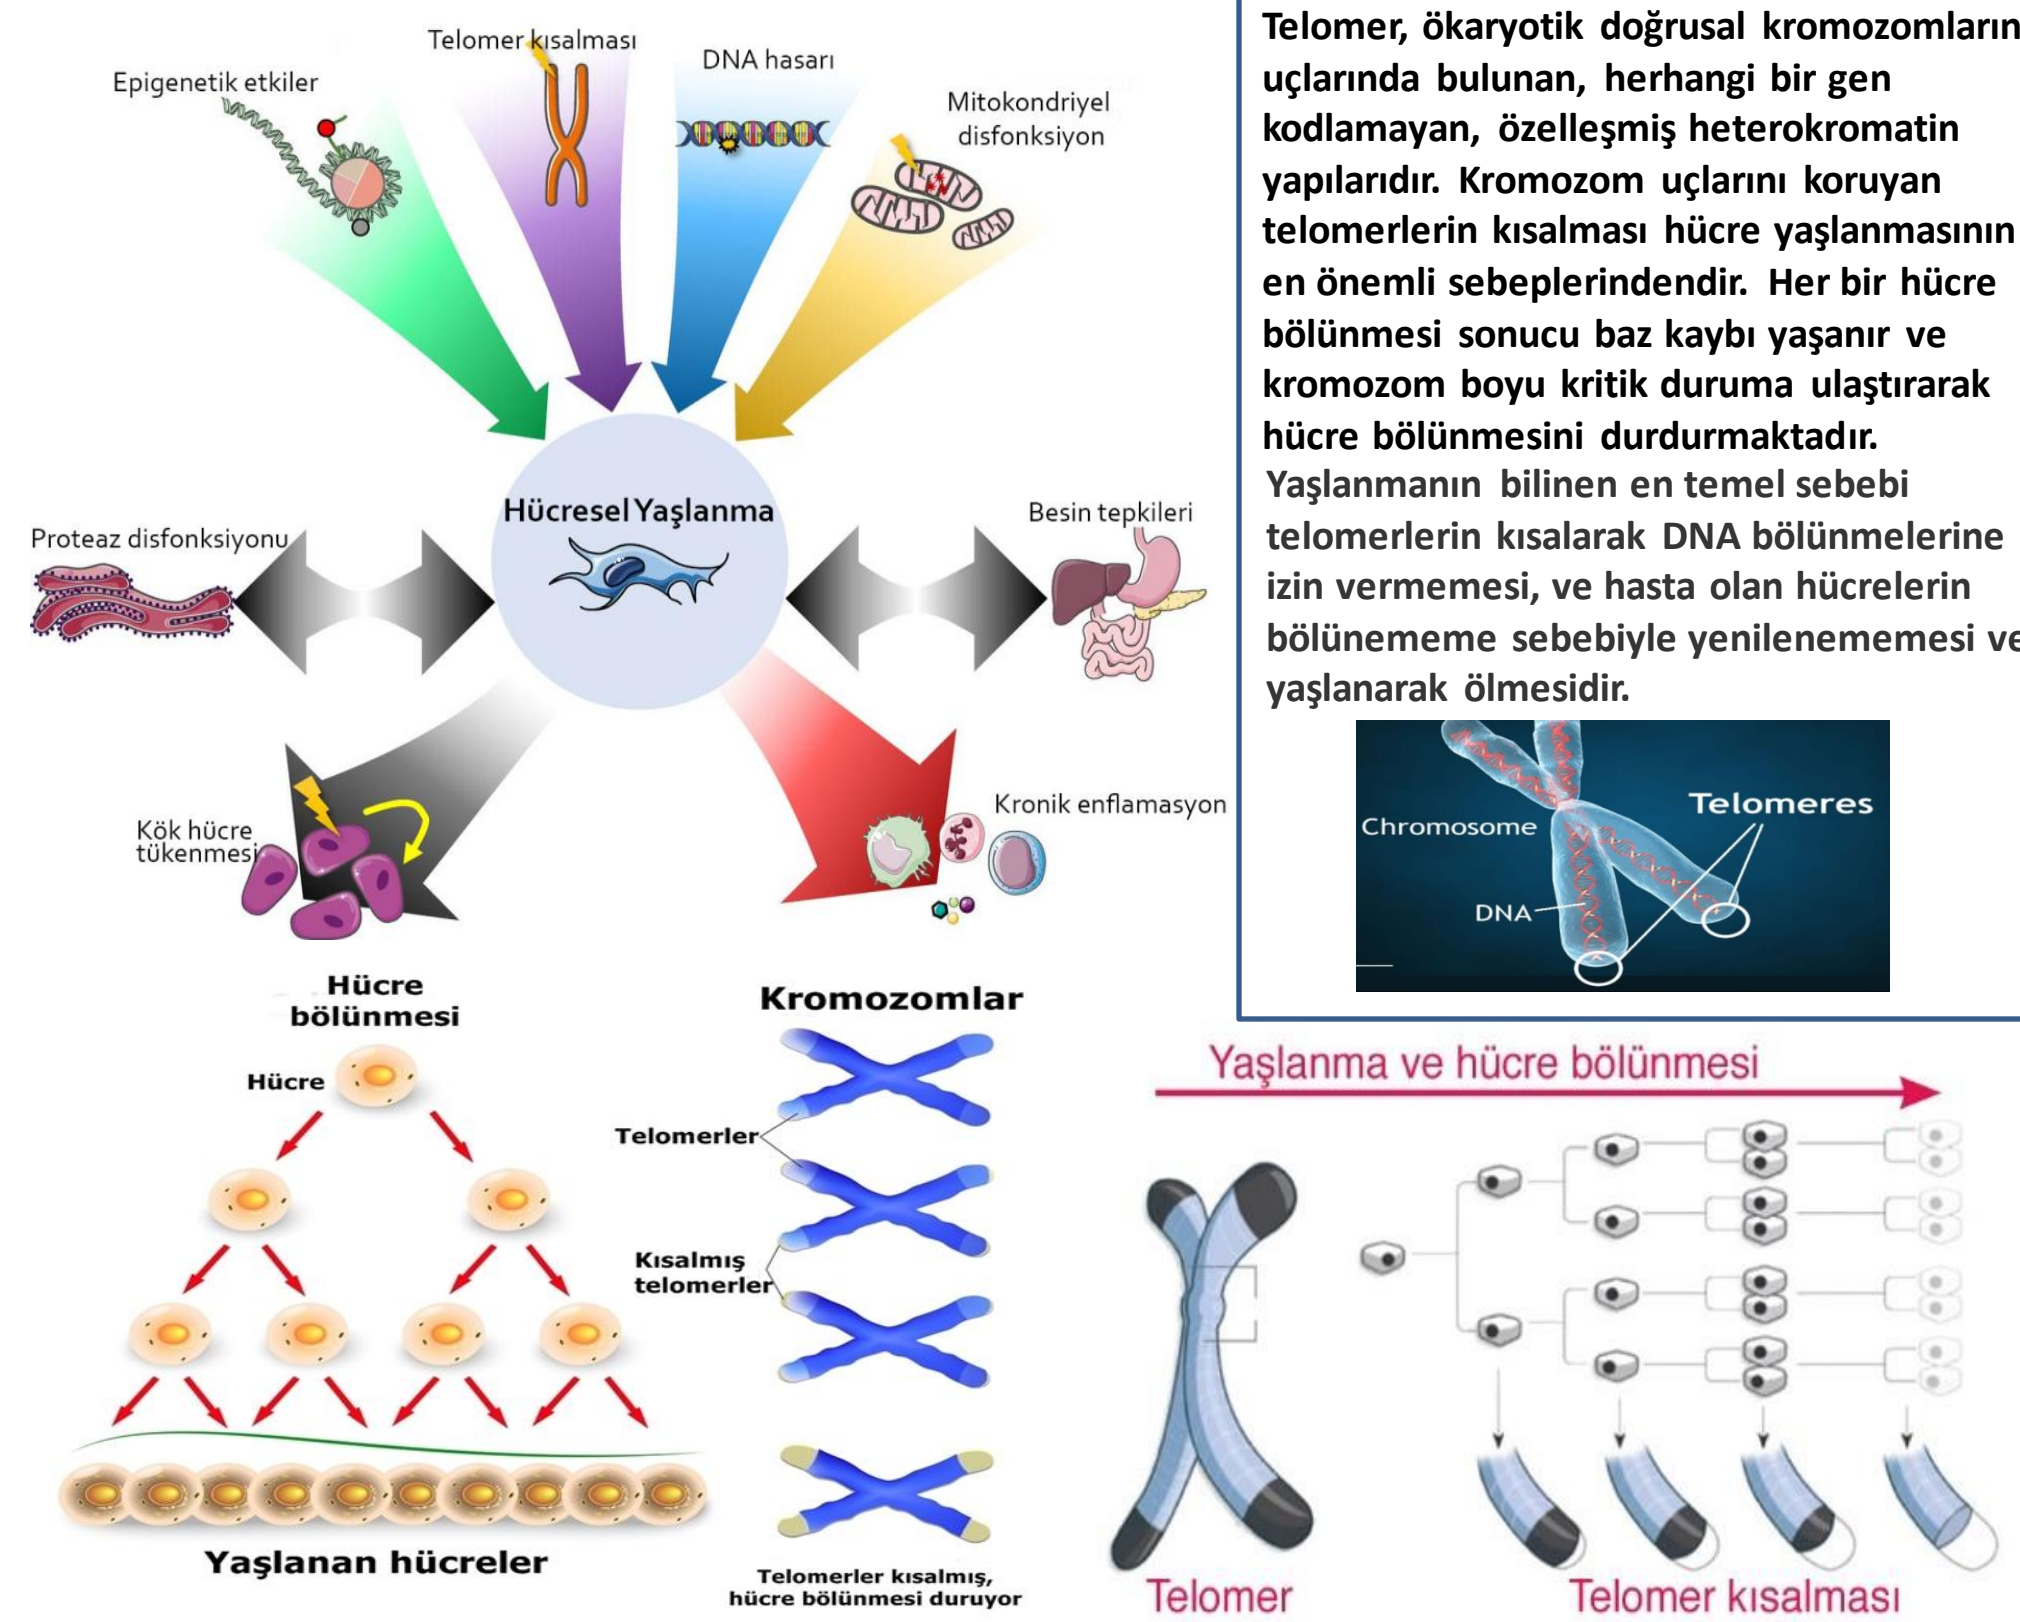 Telomer kısalması
DNA hasarı
Epigenetik etkiler
Mitokondriyel
disfonksiyon
Hücresel Yaşlanma
Proteaz disfonksiyonu
Besin tepkileri
Kök hücre
tükenmesi
Kronik enflamasyon
Telomer, ökaryotik doğrusal kromozomların
uçlarında bulunan, herhangi bir gen
kodlamayan, özelleşmiş heterokromatin
yapılarıdır. Kromozom uçlarını koruyan
telomerlerin kısalması hücre yaşlanmasının
en önemli sebeplerindendir. Her bir hücre
bölünmesi sonucu baz kaybı yaşanır ve
kromozom boyu kritik duruma ulaştırarak
hücre bölünmesini durdurmaktadır.
Yaşlanmanın bilinen en temel sebebi
telomerlerin kısalarak DNA bölünmelerine
izin vermemesi, ve hasta olan hücrelerin
bölünememe sebebiyle yenilenememesi ve
yaşlanarak ölmesidir.
Telomeres
Chromosome
DNA
Hücre
bölünmesi
Hücre
Yaşlanan hücreler
Kromozomlar
Telomerler
Kısalmış
telomerler
Telomerler kısalmış,
hücre bölünmesi duruyor
Yaşlanma ve hücre bölünmesi
Telomer
Telomer kısalması